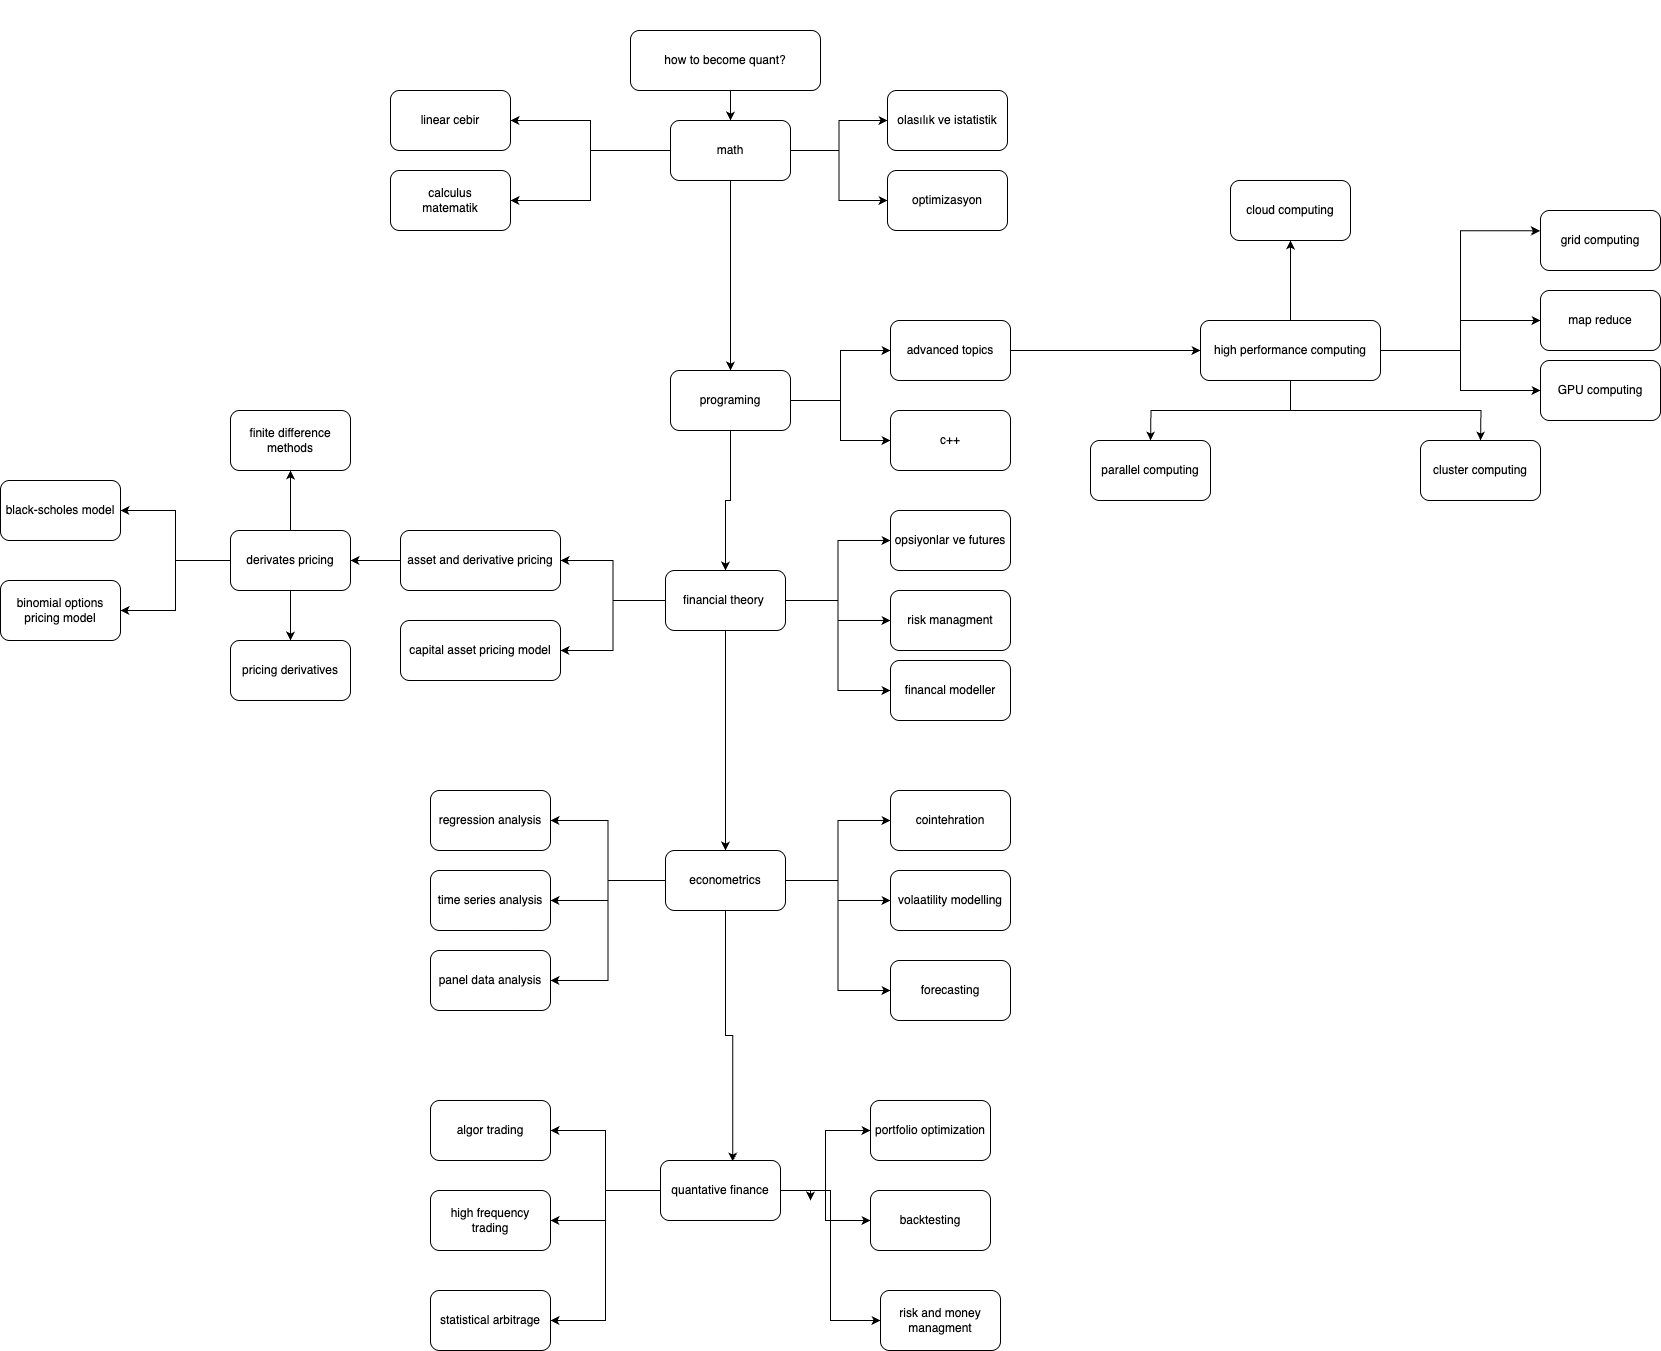 how to become quant?
linear cebir
math
olasılık ve istatistik
calculus
matematik
optimizasyon
cloud computing
grid computing
map reduce
advanced topics
high performance computing
GPU computing
programing
c++
parallel computing
cluster computing
finite difference
methods
black-scholes model
derivates pricing
asset and derivative pricing
opsiyonlar ve futures
binomial options
pricing model
financial theory
risk managment
pricing derivatives
capital asset pricing model
financal modeller
regression analysis
cointehration
econometrics
time series analysis
volaatility modelling
panel data analysis
forecasting
algor trading
portfolio optimization
quantative finance
high frequency
trading
backtesting
statistical arbitrage
risk and money
managment